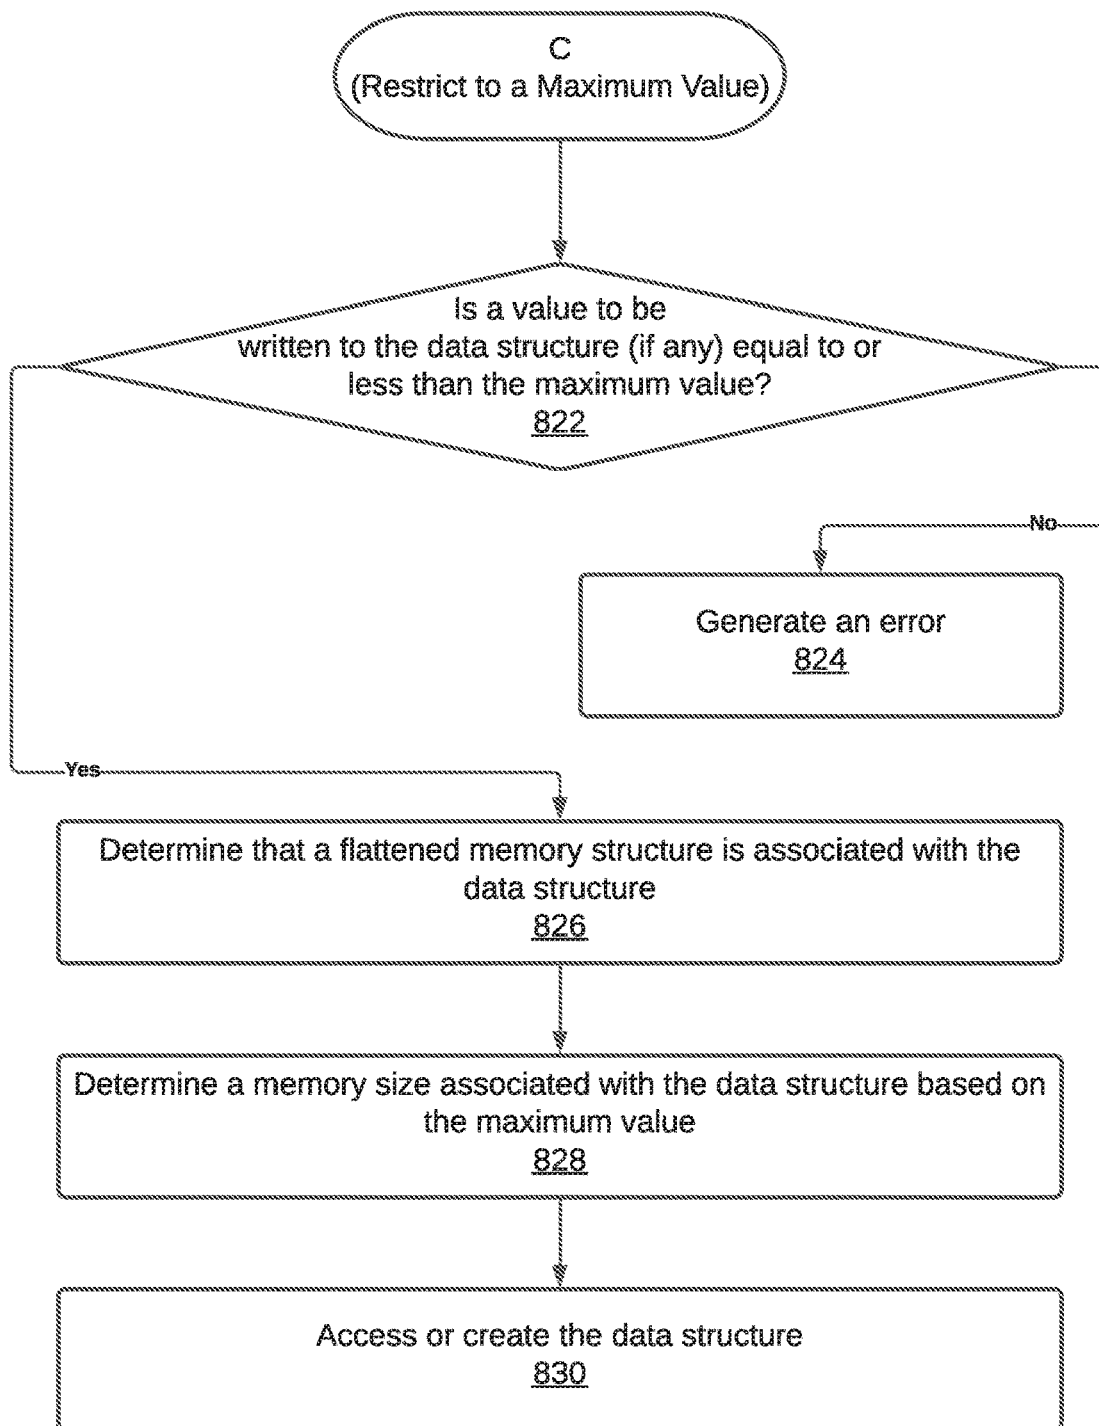 C
(Restrict to a Maximum Value)
Is a value to be
written to the data structure (if any) equal to or
less than the maximum value?
822
No
Generate an error
824
Yes
Determine that a flattened memory structure is associated with the
data structure
826
Determine a memory size associated with the data structure based on
the maximum value
828
Access or create the data structure
830